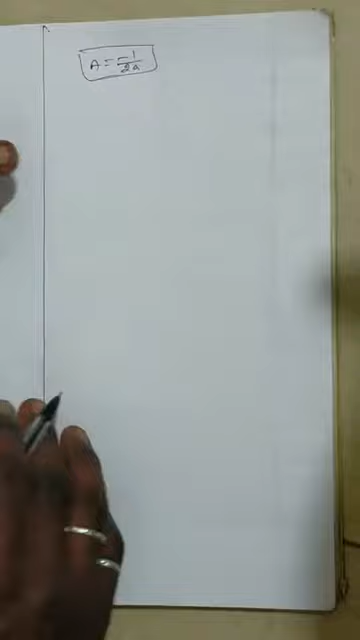 A = -1/2a